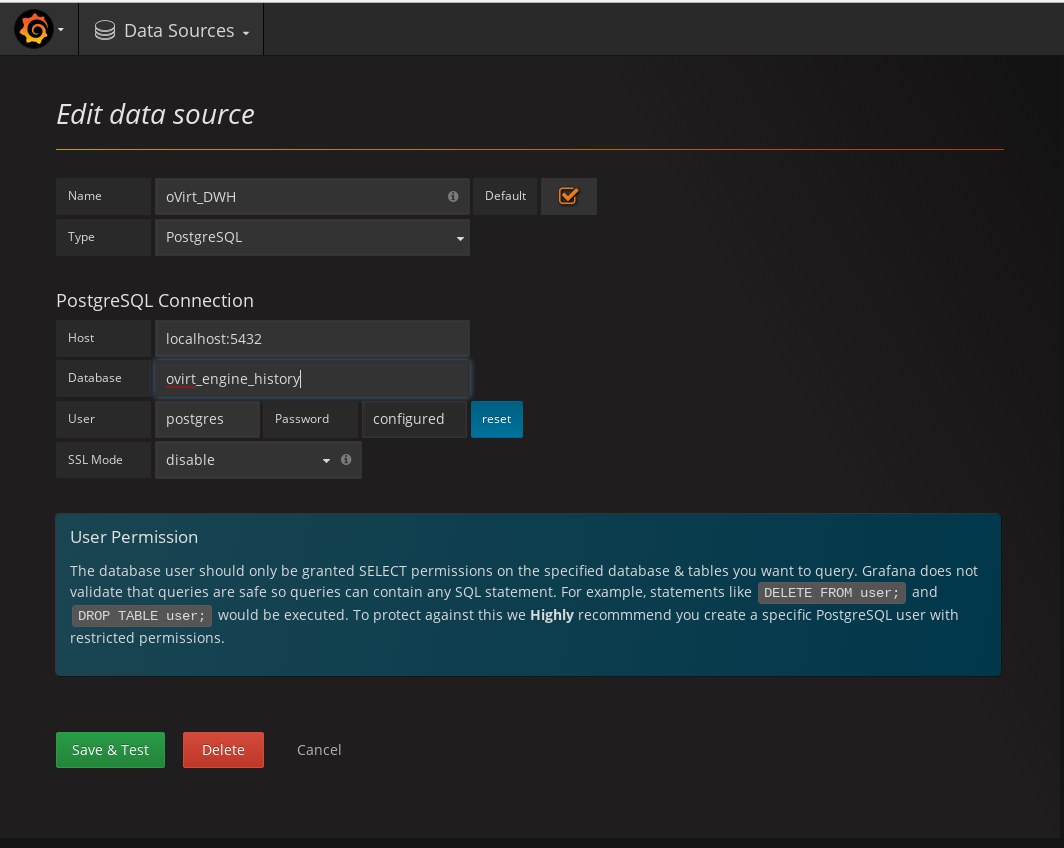 Data Sources
Edit data source
Name oVirt_DWH Default
Type PostgreSQL
PostgreSQL Connection
Host localhost:5432
Database ovirt_engine_history
User postgres Password configured reset
SSL Mode disable
User Permission
The database user should only be granted SELECT permissions on the specified database & tables you want to query. Grafana does not
validate that queries are safe so queries can contain any SQL statement. For example, statements like DELETE FROM user; and
DROP TABLE user; would be executed. To protect against this we Highly recommmend you create a specific PostgreSQL user with
restricted permissions.
Save & Test Delete Cancel